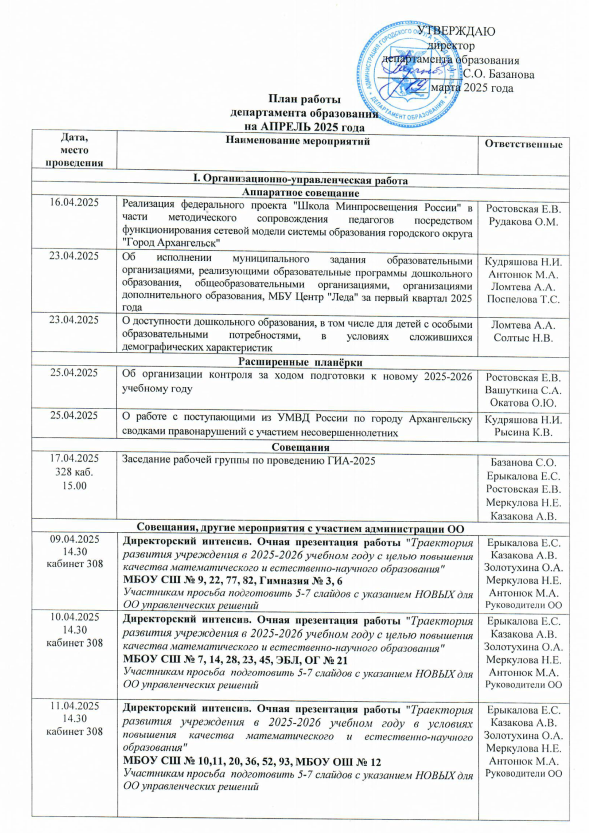 УТВЕРЖДАЮ
директор
департамента образования
С.О. Базанова
марта 2025 года
План работы
департамента образования
на АПРЕЛЬ 2025 года
Дата,
место
проведения
Наименование мероприятий
Ответственные
I. Организационно-управленческая работа
Аппаратное совещание
16.04.2025
Реализация федерального проекта "Школа Минпросвещения России" в
части методического сопровождения педагогов посредством
функционирования сетевой модели системы образования городского округа
"Город Архангельск"
Ростовская Е.В.
Рудакова О.М.
23.04.2025
Об исполнении муниципального задания образовательными
организациями, реализующими образовательные программы дошкольного
образования, общеобразовательными организациями, организациями
дополнительного образования, МБУ Центр "Леда" за первый квартал 2025
года
Кудряшова Н.И.
Антонюк М.А.
Ломтева А.А.
Поспелова Т.С.
23.04.2025
О доступности дошкольного образования, в том числе для детей с особыми
образовательными потребностями, в условиях сложившихся
демографических характеристик
Ломтева А.А.
Солтыс Н.В.
Расширенные планёрки
25.04.2025
Об организации контроля за ходом подготовки к новому 2025-2026
учебному году
Ростовская Е.В.
Вашуткина С.А.
Окатова О.Ю.
25.04.2025
О работе с поступающими из УМВД России по городу Архангельску
сводками правонарушений с участием несовершеннолетних
Кудряшова Н.И.
Рысина К.В.
Совещания
17.04.2025
328 каб.
15.00
Заседание рабочей группы по проведению ГИА-2025
Базанова С.О.
Ерыкалова Е.С.
Ростовская Е.В.
Меркулова Н.Е.
Казакова А.В.
Совещания, другие мероприятия с участием администрации ОО
09.04.2025
14.30
кабинет 308
Директорский интенсив. Очная презентация работы "Траектория
развития учреждения в 2025-2026 учебном году с целью повышения
качества математического и естественно-научного образования"
МБОУ СШ № 9, 22, 77, 82, Гимназия № 3, 6
Участникам просьба подготовить 5-7 слайдов с указанием НОВЫХ для
ОО управленческих решений
Ерыкалова Е.С.
Казакова А.В.
Золотухина О.А.
Меркулова Н.Е.
Антонюк М.А.
Руководители ОО
10.04.2025
14.30
кабинет 308
Директорский интенсив. Очная презентация работы "Траектория
развития учреждения в 2025-2026 учебном году с целью повышения
качества математического и естественно-научного образования"
МБОУ СШ № 7, 14, 28, 23, 45, ЭБЛ, ОГ № 21
Участникам просьба подготовить 5-7 слайдов с указанием НОВЫХ для
ОО управленческих решений
Ерыкалова Е.С.
Казакова А.В.
Золотухина О.А.
Меркулова Н.Е.
Антонюк М.А.
Руководители ОО
11.04.2025
14.30
кабинет 308
Директорский интенсив. Очная презентация работы "Траектория
развития учреждения в 2025-2026 учебном году в условиях
повышения качества математического и естественно-научного
образования"
МБОУ СШ № 10,11, 20, 36, 52, 93, МБОУ ОШ № 12
Участникам просьба подготовить 5-7 слайдов с указанием НОВЫХ для
ОО управленческих решений
Ерыкалова Е.С.
Казакова А.В.
Золотухина О.А.
Меркулова Н.Е.
Антонюк М.А.
Руководители ОО